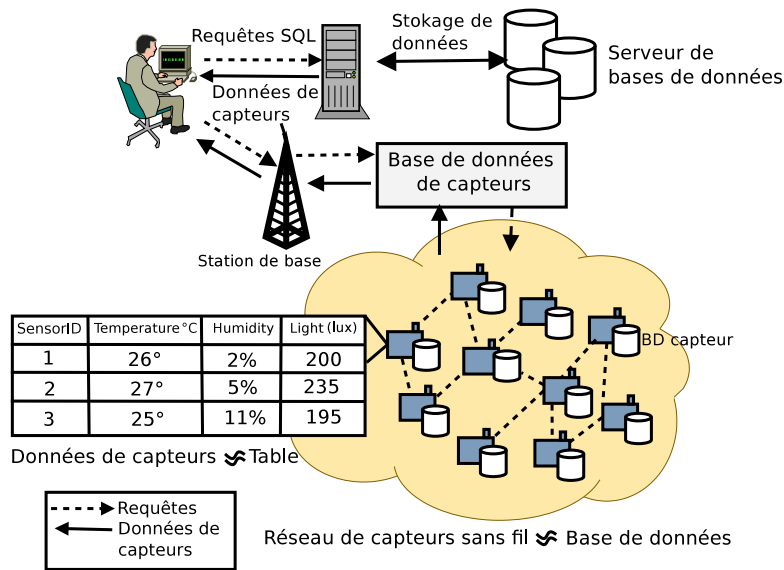 Requêtes SQL
Stokage de
données
Serveur de
bases de données
Données de
capteurs
Base de données
de capteurs
Station de base
SensorID Temperature°C Humidity Light (lux)
1 26° 2% 200
2 27° 5% 235
3 25° 11% 195
BD capteur
Données de capteurs ≈ Table
Requêtes
Données de
capteurs
Réseau de capteurs sans fil ≈ Base de données